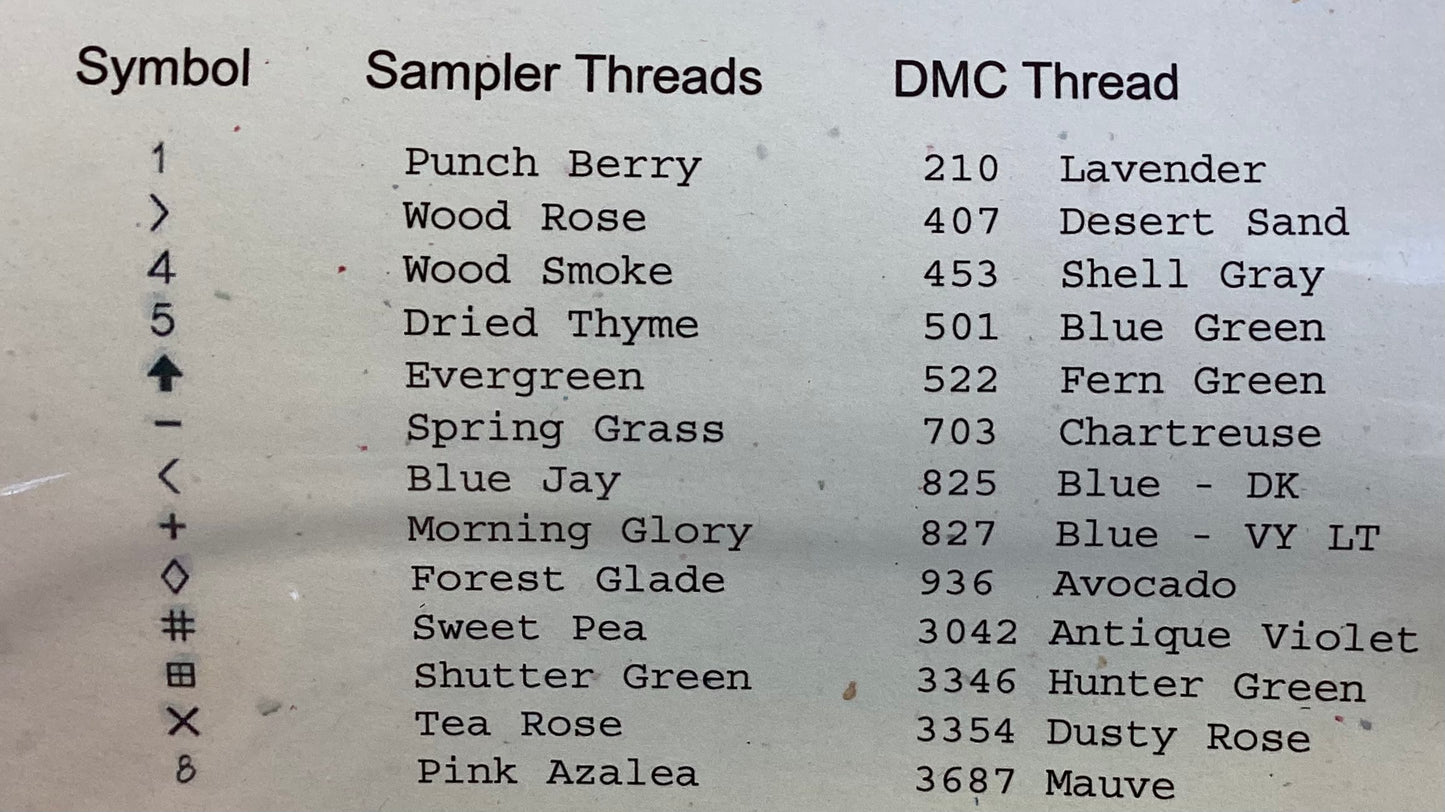 Symbol Sampler Threads DMC Thread
1 Punch Berry 210 Lavender
> Wood Rose 407 Desert Sand
4 Wood Smoke 453 Shell Gray
5 Dried Thyme 501 Blue Green
⬆ Evergreen 522 Fern Green
− Spring Grass 703 Chartreuse
< Blue Jay 825 Blue - DK
+ Morning Glory 827 Blue - VY LT
◇ Forest Glade 936 Avocado
# Sweet Pea 3042 Antique Violet
⊞ Shutter Green 3346 Hunter Green
× Tea Rose 3354 Dusty Rose
8 Pink Azalea 3687 Mauve